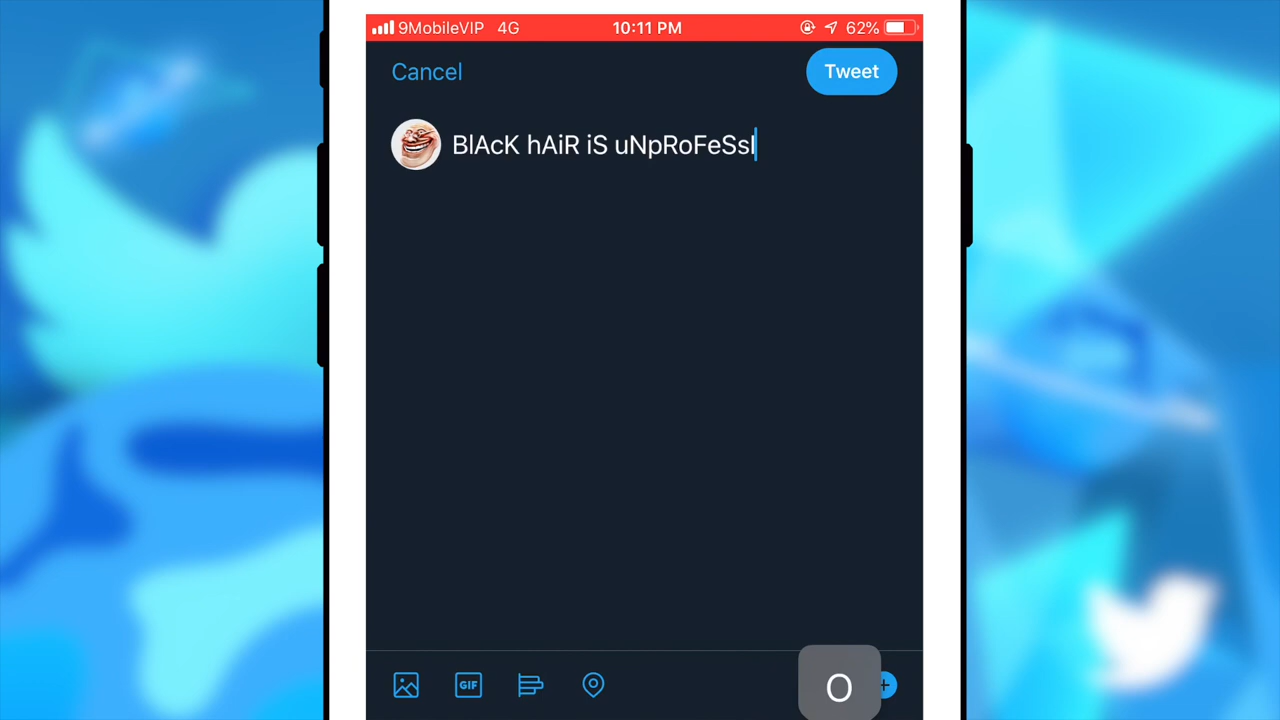 9MobileVIP 4G 10:11 PM 62%
Cancel Tweet
BlAcK hAiR iS uNpRoFeSsI
GIF
O
+